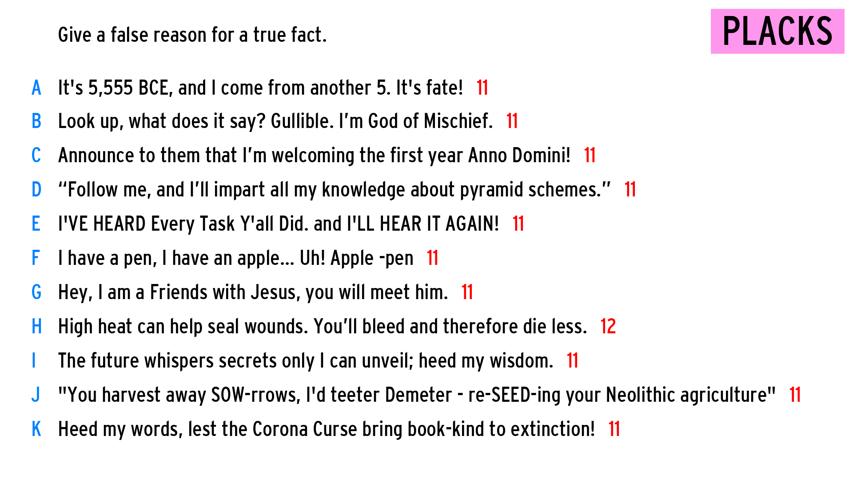 Give a false reason for a true fact.
PLACKS
A It's 5,555 BCE, and I come from another 5. It's fate! 11
B Look up, what does it say? Gullible. I'm God of Mischief. 11
C Announce to them that I'm welcoming the first year Anno Domini! 11
D “Follow me, and I'll impart all my knowledge about pyramid schemes.” 11
E I'VE HEARD Every Task Y'all Did. and I'LL HEAR IT AGAIN! 11
F I have a pen, I have an apple... Uh! Apple -pen 11
G Hey, I am a Friends with Jesus, you will meet him. 11
H High heat can help seal wounds. You'll bleed and therefore die less. 12
I The future whispers secrets only I can unveil; heed my wisdom. 11
J "You harvest away SOW-rrows, I'd teeter Demeter - re-SEED-ing your Neolithic agriculture" 11
K Heed my words, lest the Corona Curse bring book-kind to extinction! 11